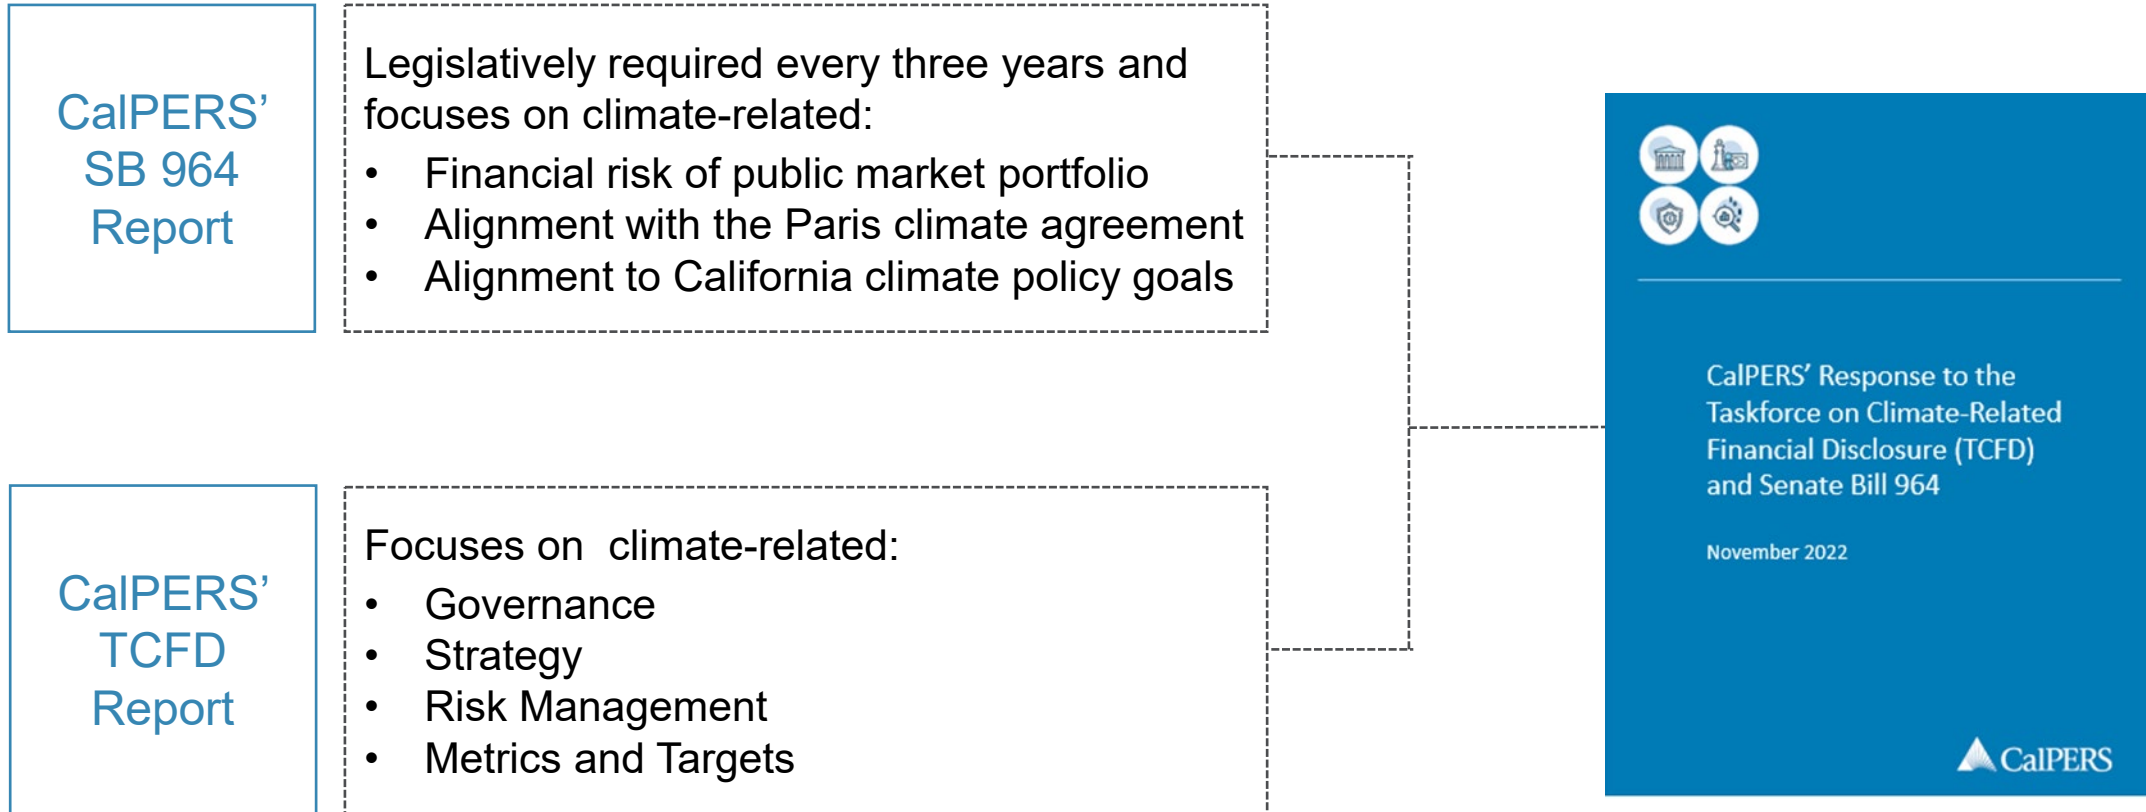 CalPERS’
SB 964
Report
Legislatively required every three years and
focuses on climate-related:
• Financial risk of public market portfolio
• Alignment with the Paris climate agreement
• Alignment to California climate policy goals
CalPERS’
TCFD
Report
Focuses on  climate-related:
• Governance
• Strategy
• Risk Management
• Metrics and Targets
CalPERS’ Response to the
Taskforce on Climate-Related
Financial Disclosure (TCFD)
and Senate Bill 964
November 2022
CalPERS